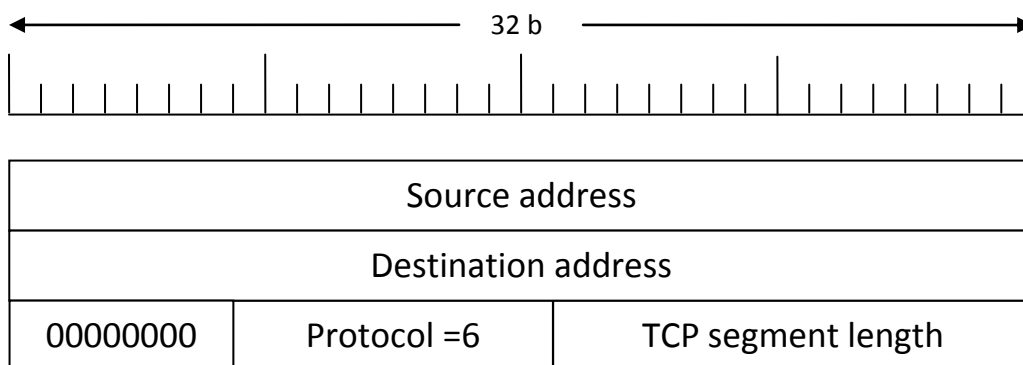 32 b
Source address
Destination address
00000000 Protocol =6 TCP segment length